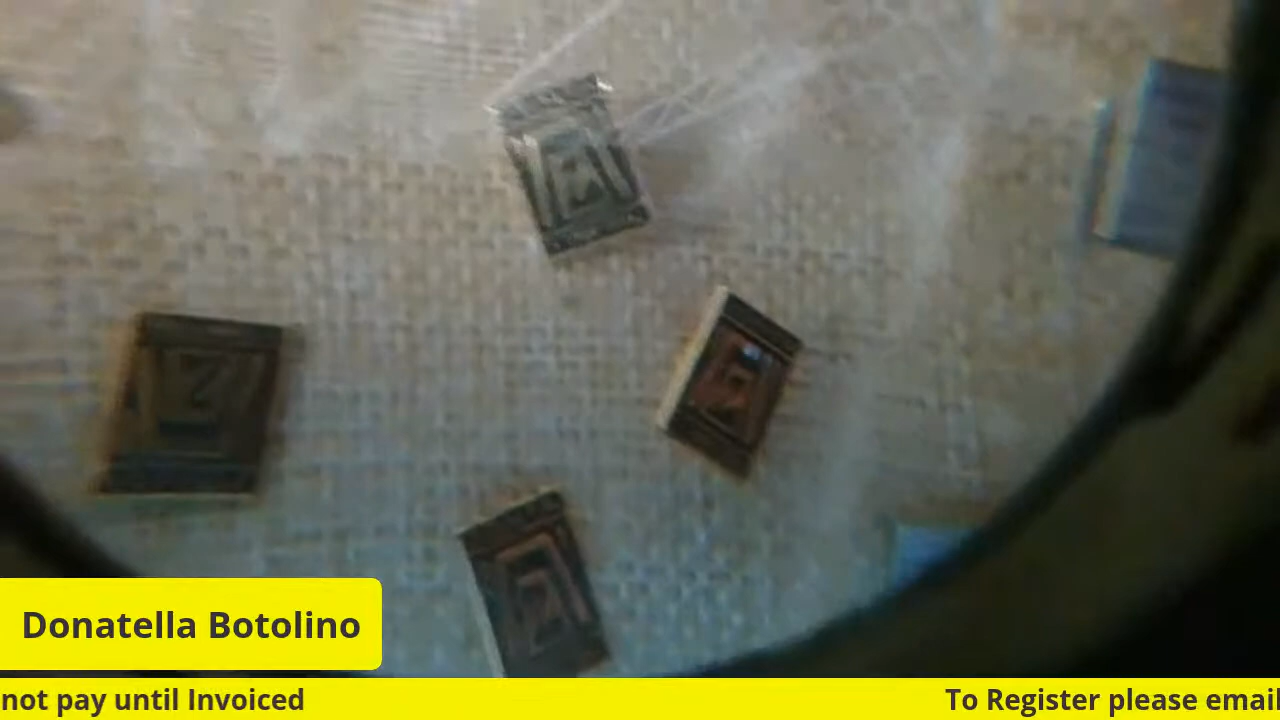 Donatella Botolino
not pay until Invoiced
To Register please email